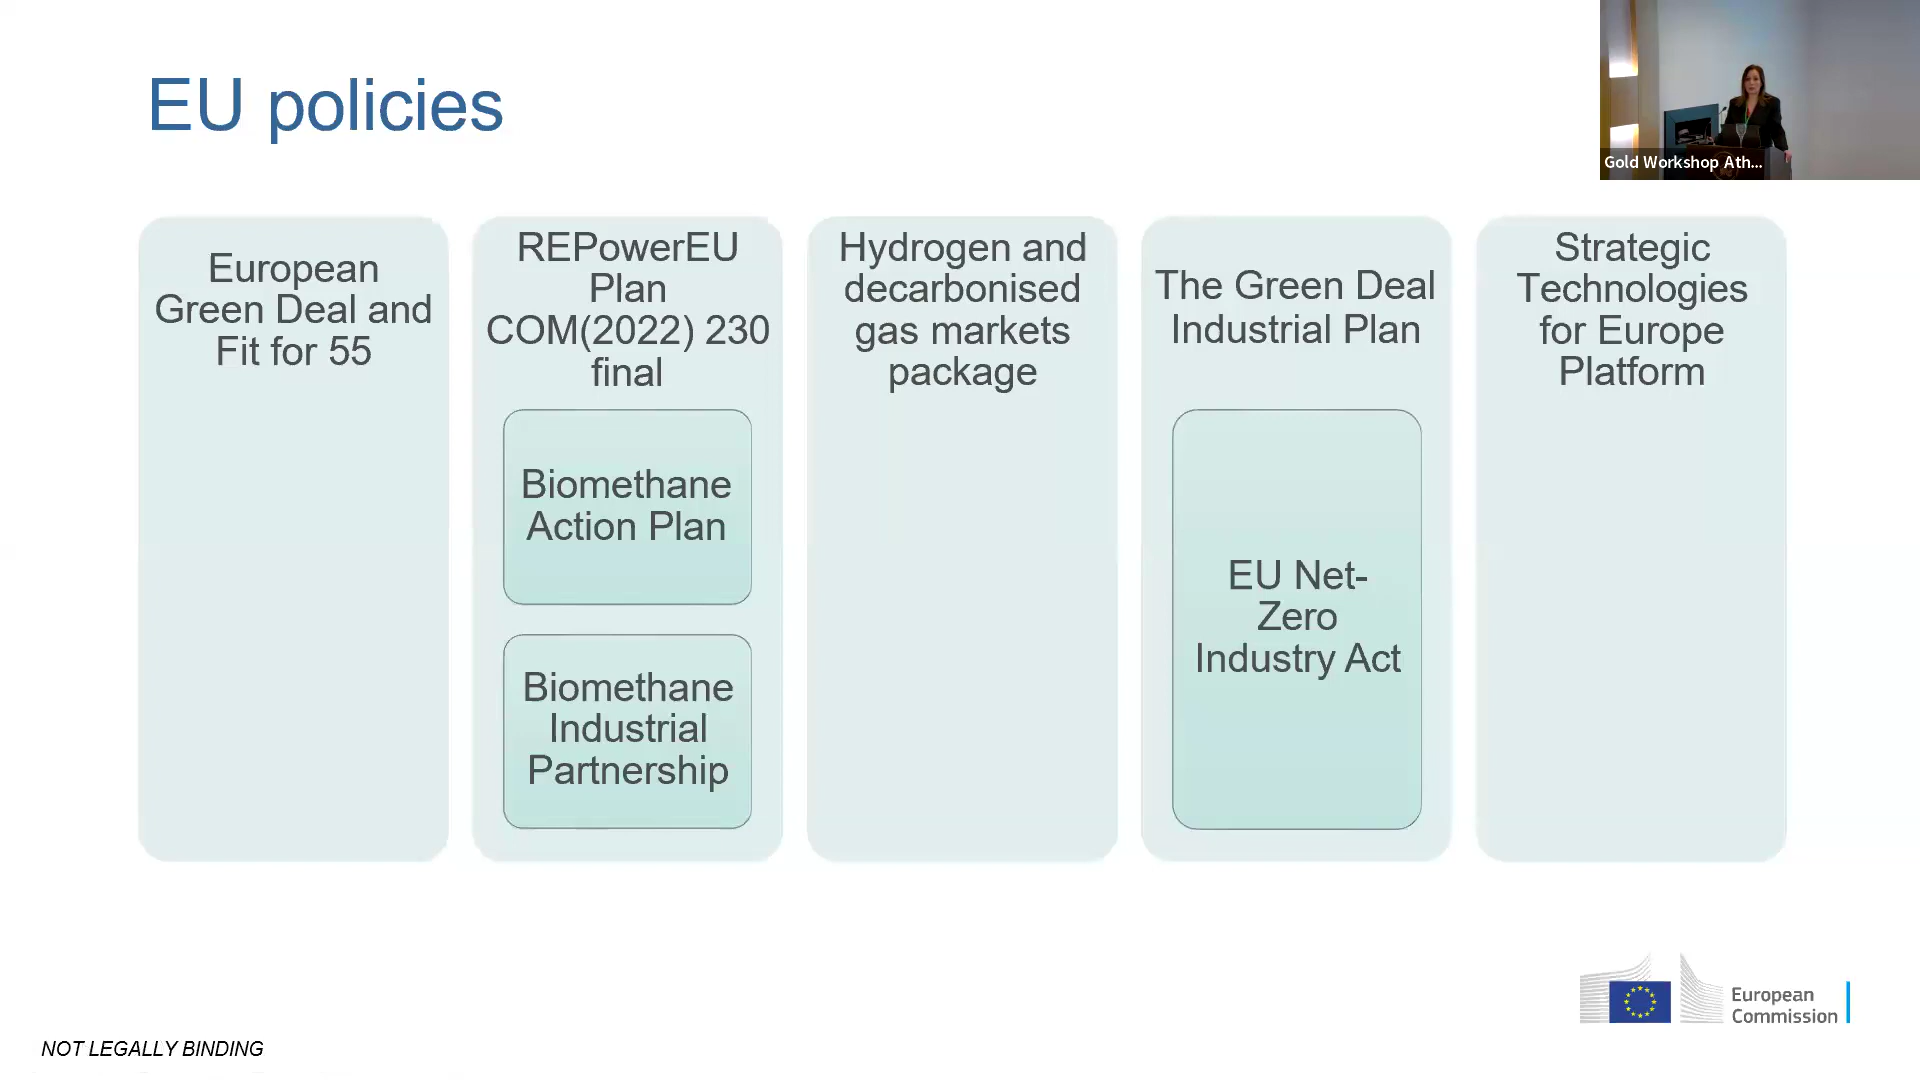 EU policies
Gold Workshop Ath...
European
Green Deal and
Fit for 55
REPowerEU
Plan
COM(2022) 230
final
Biomethane
Action Plan
Biomethane
Industrial
Partnership
Hydrogen and
decarbonised
gas markets
package
The Green Deal
Industrial Plan
EU Net-
Zero
Industry Act
Strategic
Technologies
for Europe
Platform
European
Commission
NOT LEGALLY BINDING